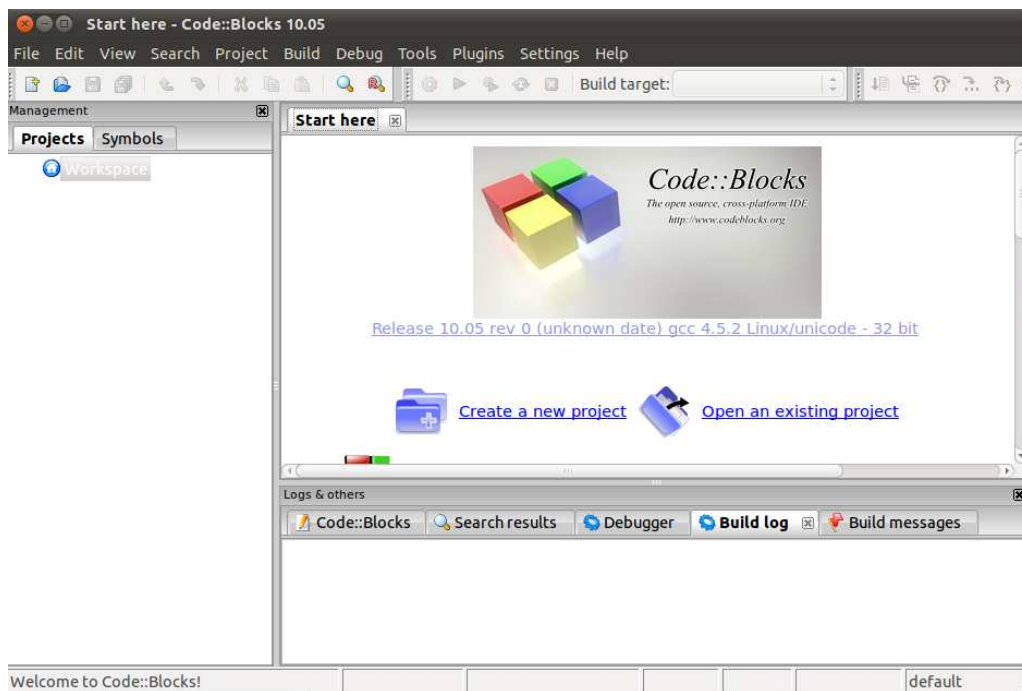 Start here - Code::Blocks 10.05
File Edit View Search Project Build Debug Tools Plugins Settings Help
Build target:
Management
Projects Symbols
Workspace
Start here
Code::Blocks
The open source, cross-platform IDE
http://www.codeblocks.org
Release 10.05 rev 0 (unknown date) gcc 4.5.2 Linux/unicode - 32 bit
Create a new project Open an existing project
Logs & others
Code::Blocks Search results Debugger Build log Build messages
Welcome to Code::Blocks! default